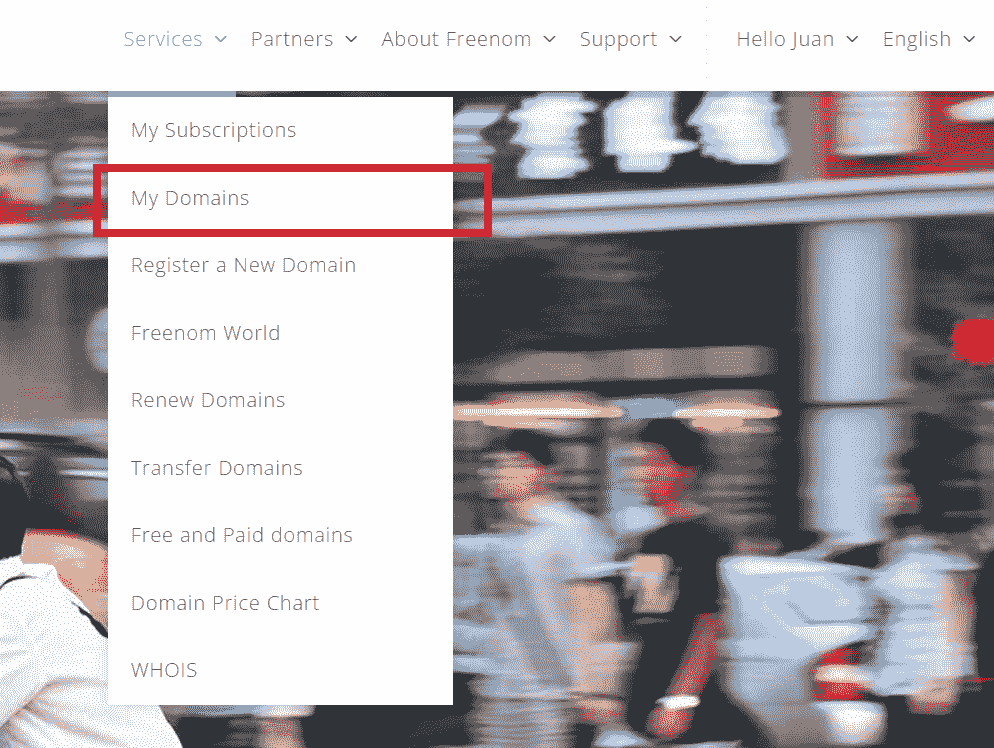 Services Partners About Freenom Support Hello Juan English
My Subscriptions
My Domains
Register a New Domain
Freenom World
Renew Domains
Transfer Domains
Free and Paid domains
Domain Price Chart
WHOIS